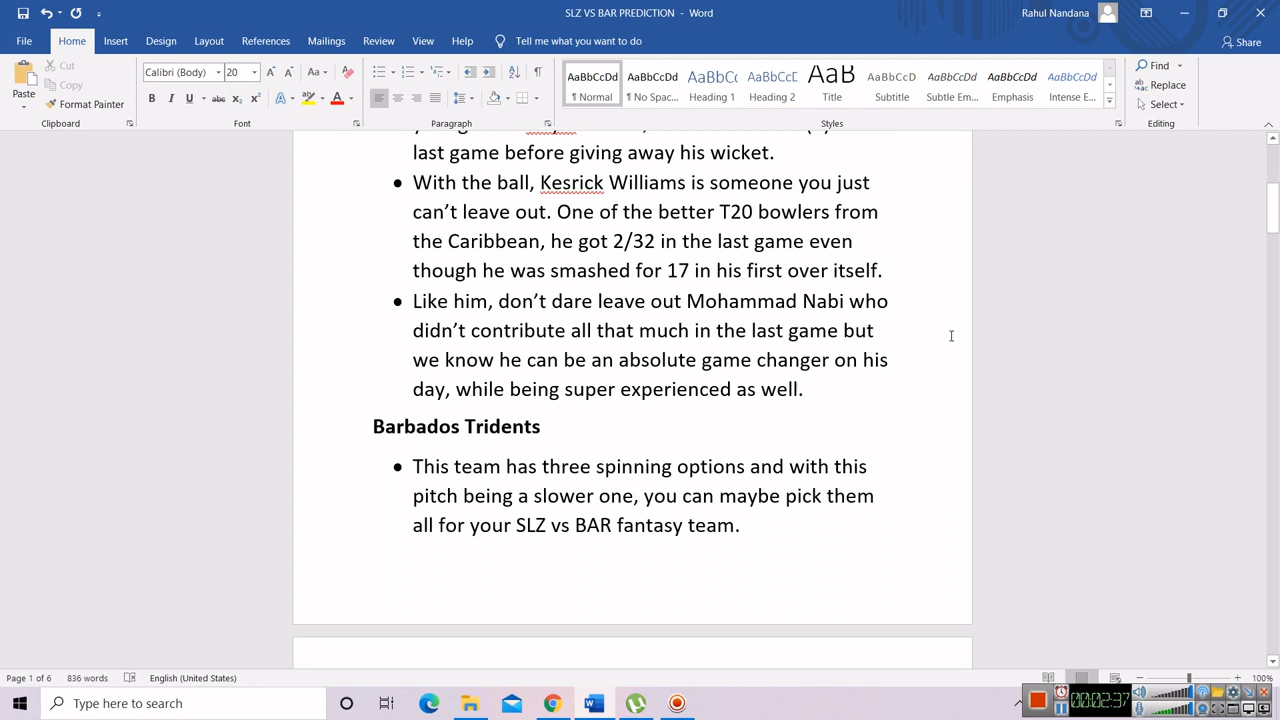 SLZ VS BAR PREDICTION - Word
Rahul Nandana
File Home Insert Design Layout References Mailings Review View Help Tell me what you want to do Share
Paste
Cut
Copy
Format Painter
Clipboard
Calibri (Body) 20
Font
Paragraph
AaBbCcDd AaBbCcDd AaBbCc AaBbCcC AaB AaBbCcD AaBbCcDd AaBbCcDd AaBbCcDd
¶ Normal ¶ No Spac... Heading 1 Heading 2 Title Subtitle Subtle Em... Emphasis Intense E...
Styles
Find
Replace
Select
Editing
last game before giving away his wicket.
• With the ball, Kesrick Williams is someone you just
can’t leave out. One of the better T20 bowlers from
the Caribbean, he got 2/32 in the last game even
though he was smashed for 17 in his first over itself.
• Like him, don’t dare leave out Mohammad Nabi who
didn’t contribute all that much in the last game but
we know he can be an absolute game changer on his
day, while being super experienced as well.
Barbados Tridents
• This team has three spinning options and with this
pitch being a slower one, you can maybe pick them
all for your SLZ vs BAR fantasy team.
Page 1 of 6 836 words English (United States) 100%
Type here to search
00:02:37